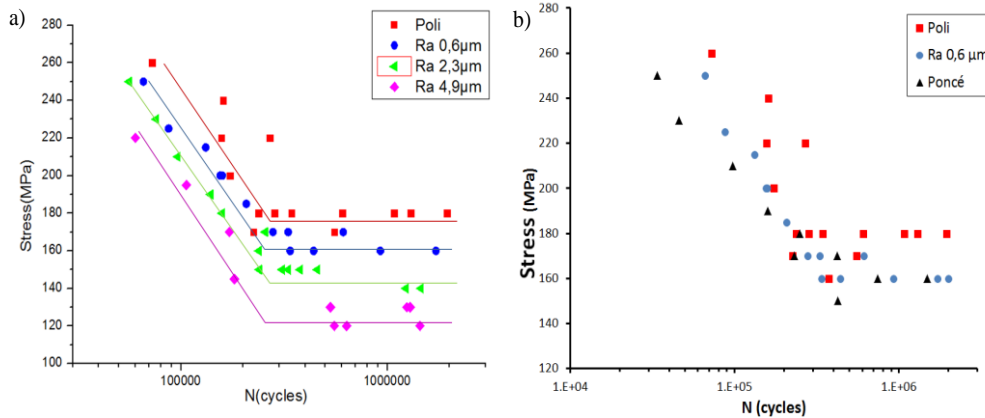 a)
280
260
240
220
200
180
160
140
120
100
Stress(MPa)
100000
1000000
N(cycles)
Poli
Ra 0,6µm
Ra 2,3µm
Ra 4,9µm
b)
280
260
240
220
200
180
160
140
120
Stress (MPa)
1.E+04
1.E+05
1.E+06
N (cycles)
Poli
Ra 0,6 µm
Poncé